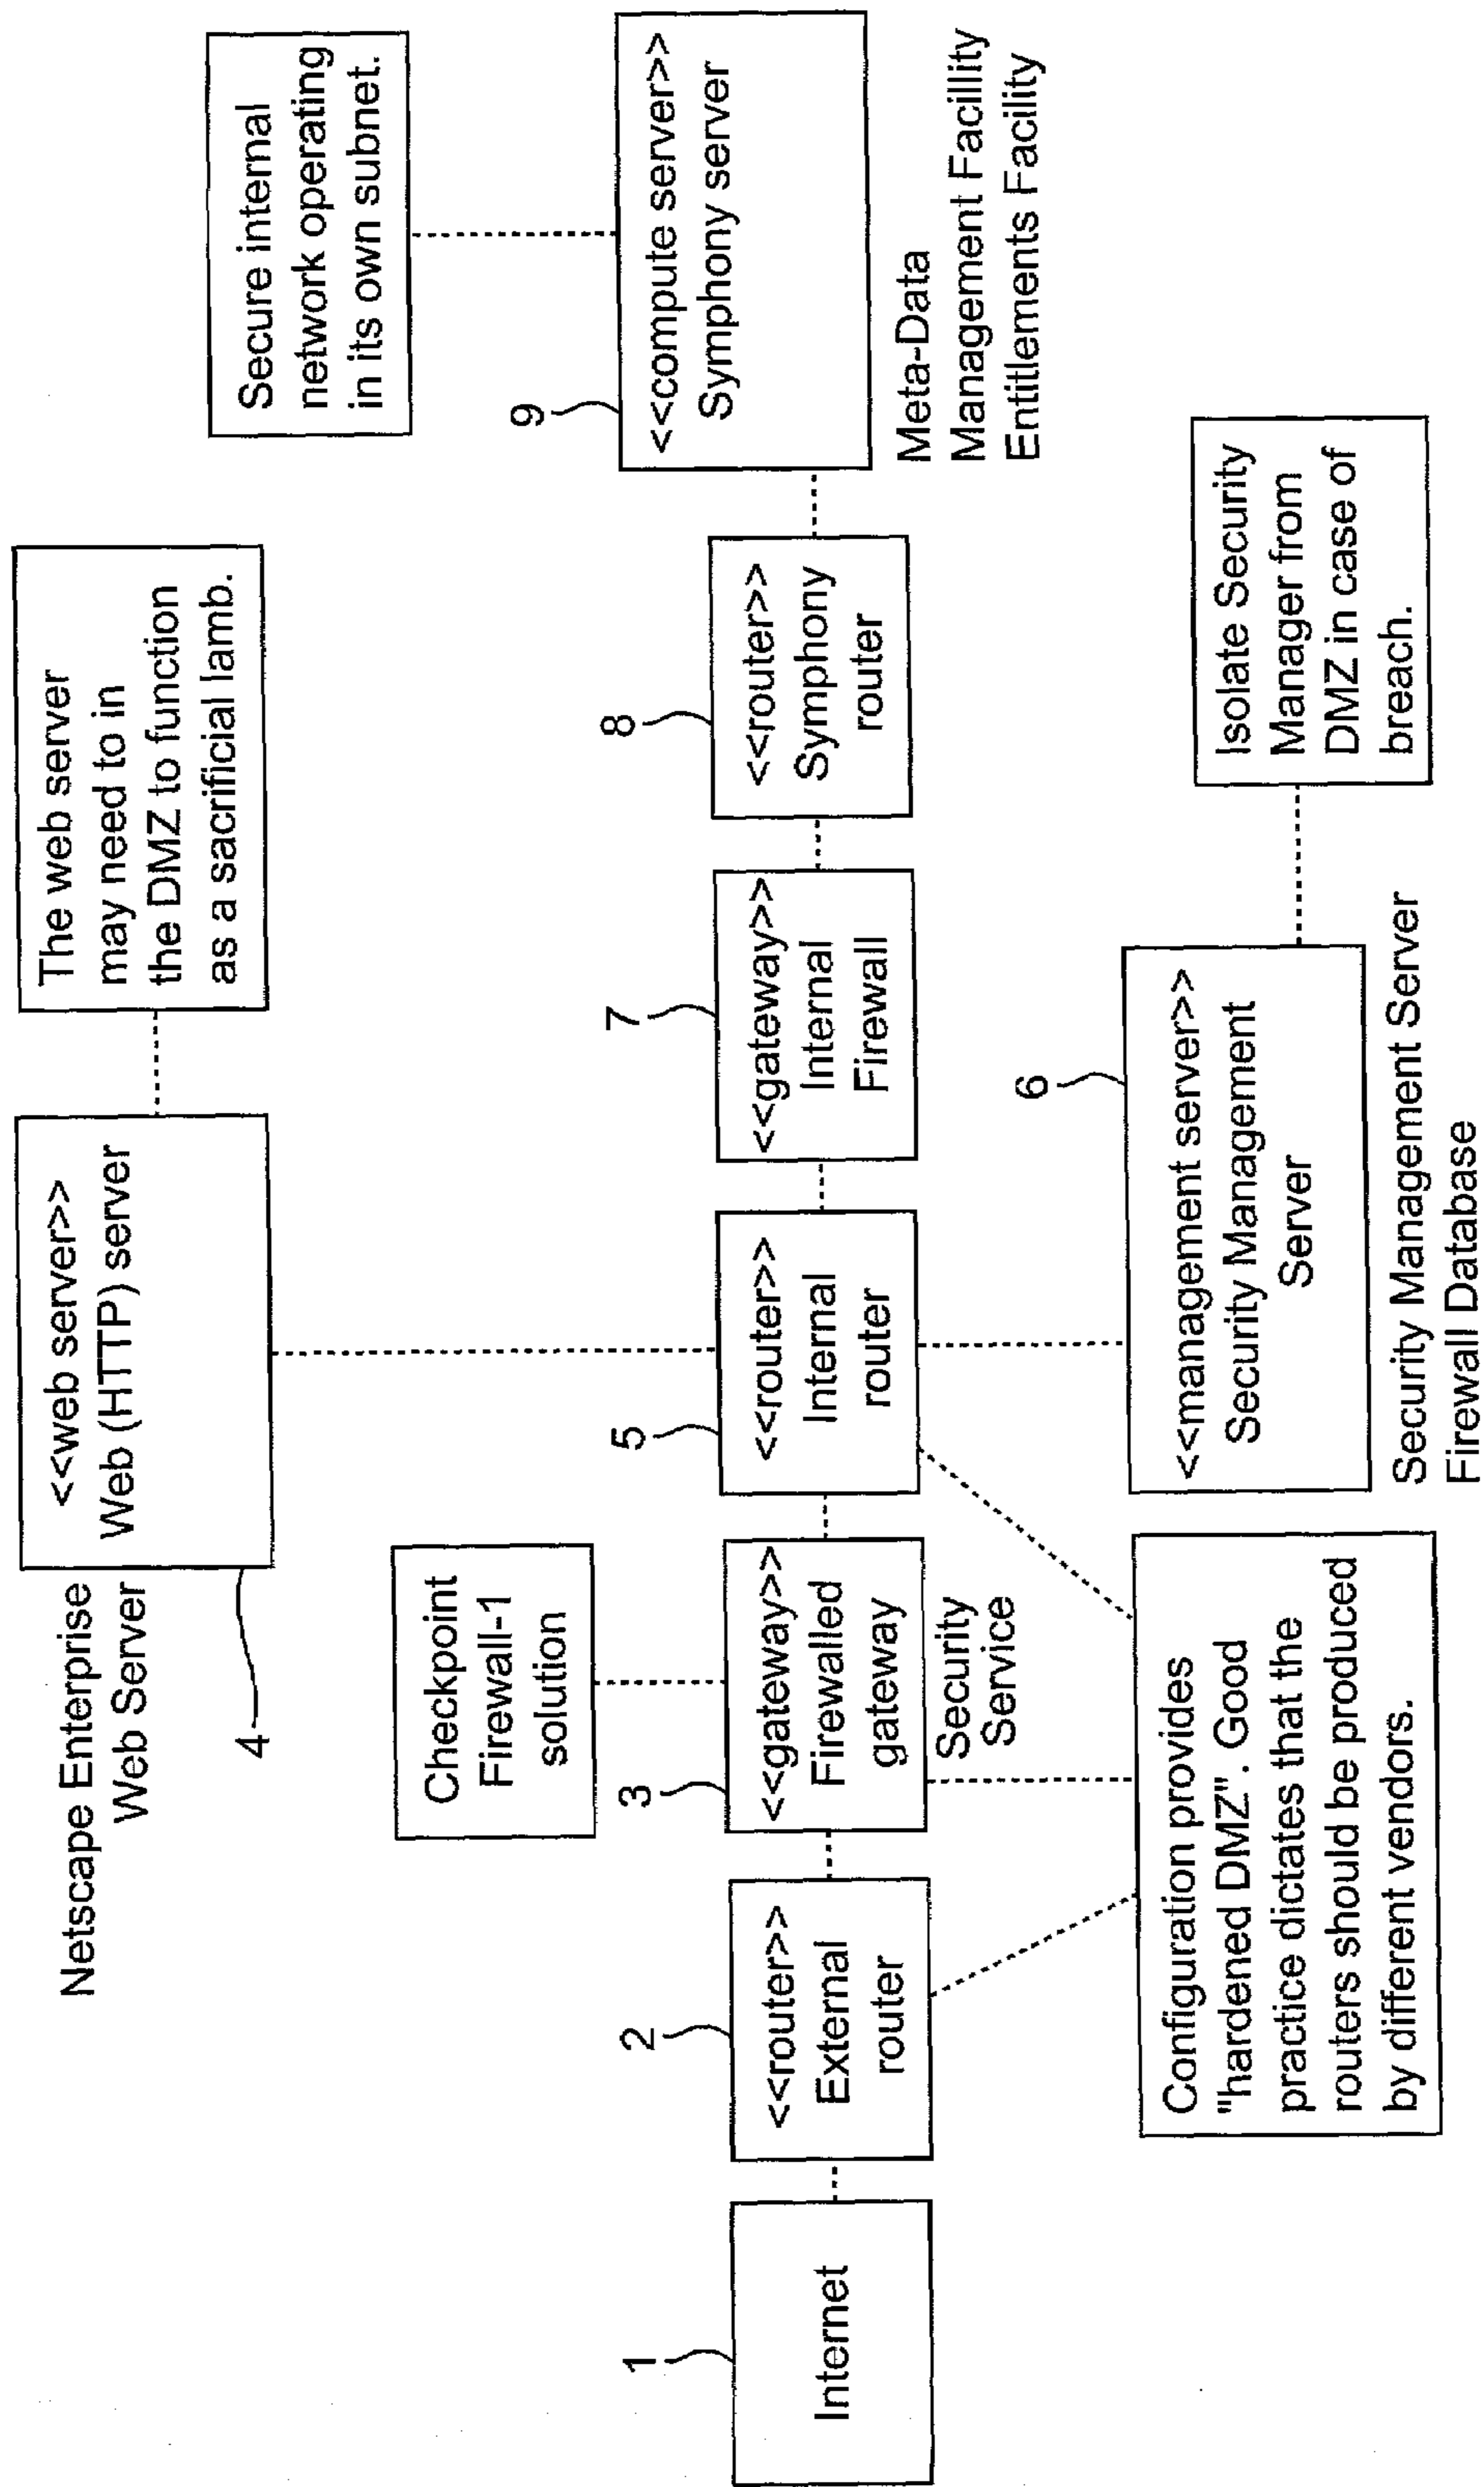 Netscape Enterprise
Web Server
4
<<web server>>
Web (HTTP) server
The web server
may need to in
the DMZ to function
as a sacrificial lamb.
Secure internal
network operating
in its own subnet.
Checkpoint
Firewall-1
solution
1
Internet
2
<<router>>
External
router
3
<<gateway>>
Firewalled
gateway
Security
Service
5
<<router>>
Internal
router
7
<<gateway>>
Internal
Firewall
8
<<router>>
Symphony
router
9
<<compute server>>
Symphony server
Meta-Data
Management Facillity
Entitlements Facility
Configuration provides
"hardened DMZ". Good
practice dictates that the
routers should be produced
by different vendors.
6
<<management server>>
Security Management
Server
Security Management Server
Firewall Database
Isolate Security
Manager from
DMZ in case of
breach.